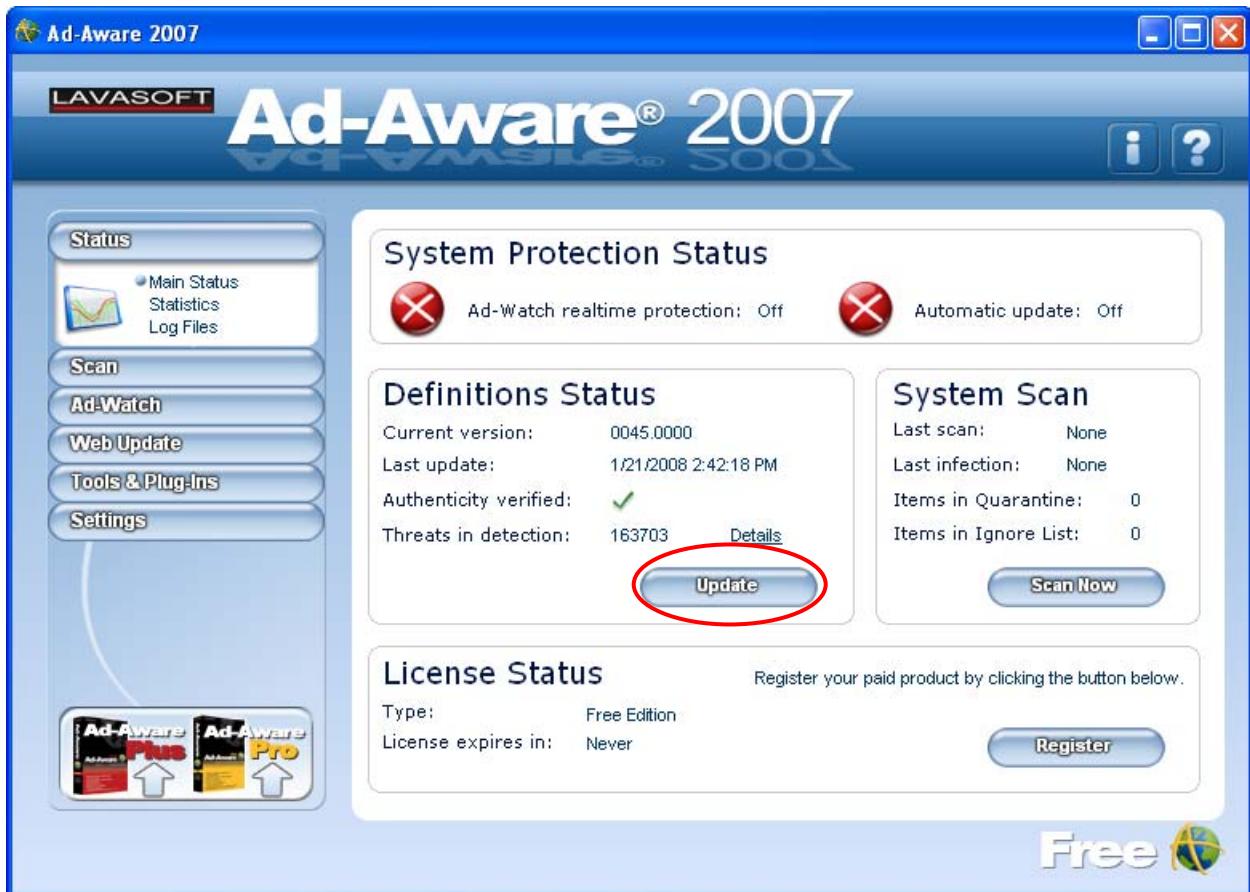 Ad-Aware 2007
LAVASOFT
Ad-Aware® 2007
i ?
Status
Main Status
Statistics
Log Files
Scan
Ad-Watch
Web Update
Tools & Plug-Ins
Settings
Ad-Aware Plus
Ad-Aware Pro
System Protection Status
Ad-Watch realtime protection: Off
Automatic update: Off
Definitions Status
Current version: 0045.0000
Last update: 1/21/2008 2:42:18 PM
Authenticity verified:
Threats in detection: 163703 Details
Update
System Scan
Last scan: None
Last infection: None
Items in Quarantine: 0
Items in Ignore List: 0
Scan Now
License Status
Register your paid product by clicking the button below.
Type: Free Edition
License expires in: Never
Register
Free